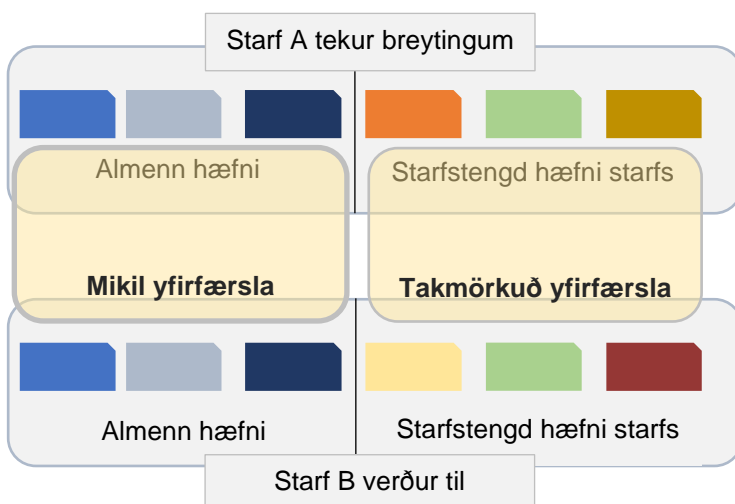 Starf A tekur breytingum
Almenn hæfni
Starfstengd hæfni starfs
Mikil yfirfærsla
Takmörkuð yfirfærsla
Almenn hæfni
Starfstengd hæfni starfs
Starf B verður til